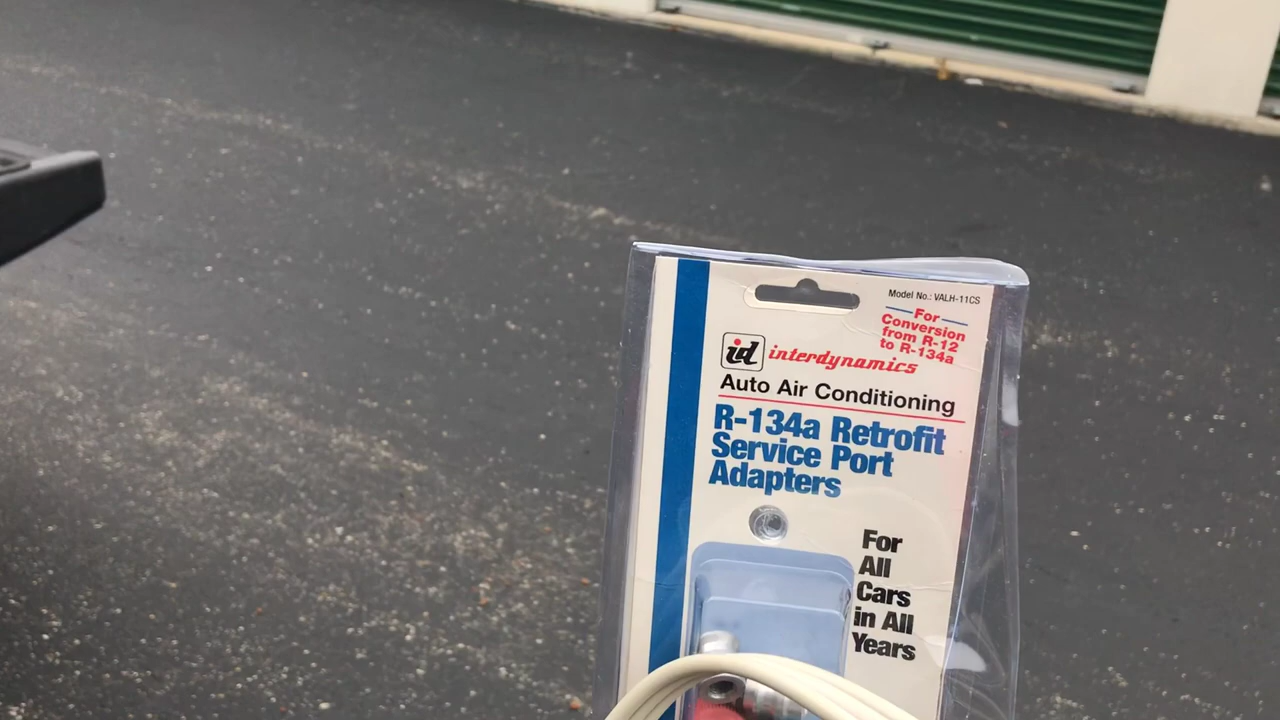 Model No.: VALH-11CS
For
Conversion
from R-12
to R-134a
id interdynamics
Auto Air Conditioning
R-134a Retrofit
Service Port
Adapters
For
All
Cars
in All
Years